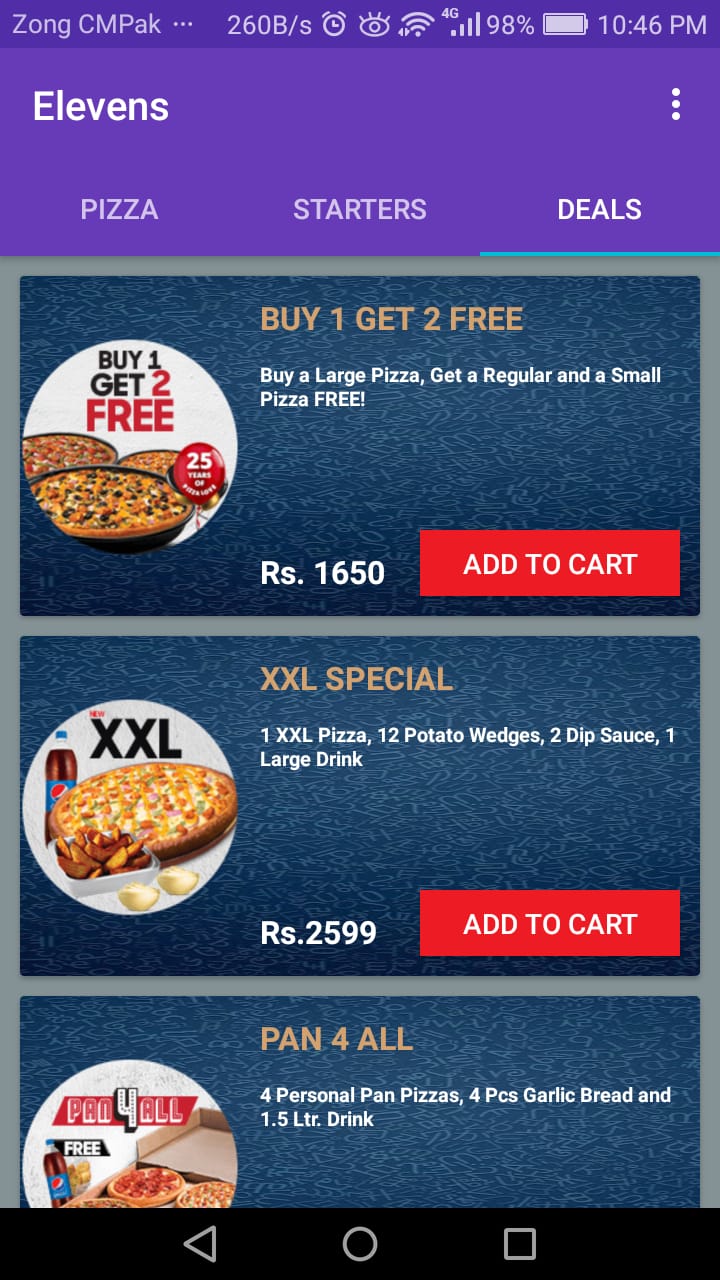 Zong CMPak ··· 260B/s 4G 98% 10:46 PM
Elevens
PIZZA STARTERS DEALS
BUY 1 GET 2 FREE
Buy a Large Pizza, Get a Regular and a Small
Pizza FREE!
BUY 1
GET 2
FREE
25
YEARS
OF
PIZZA LOVE
Rs. 1650
ADD TO CART
XXL SPECIAL
1 XXL Pizza, 12 Potato Wedges, 2 Dip Sauce, 1
Large Drink
NEW
XXL
Rs.2599
ADD TO CART
PAN 4 ALL
4 Personal Pan Pizzas, 4 Pcs Garlic Bread and
1.5 Ltr. Drink
PAN 4 ALL
FREE